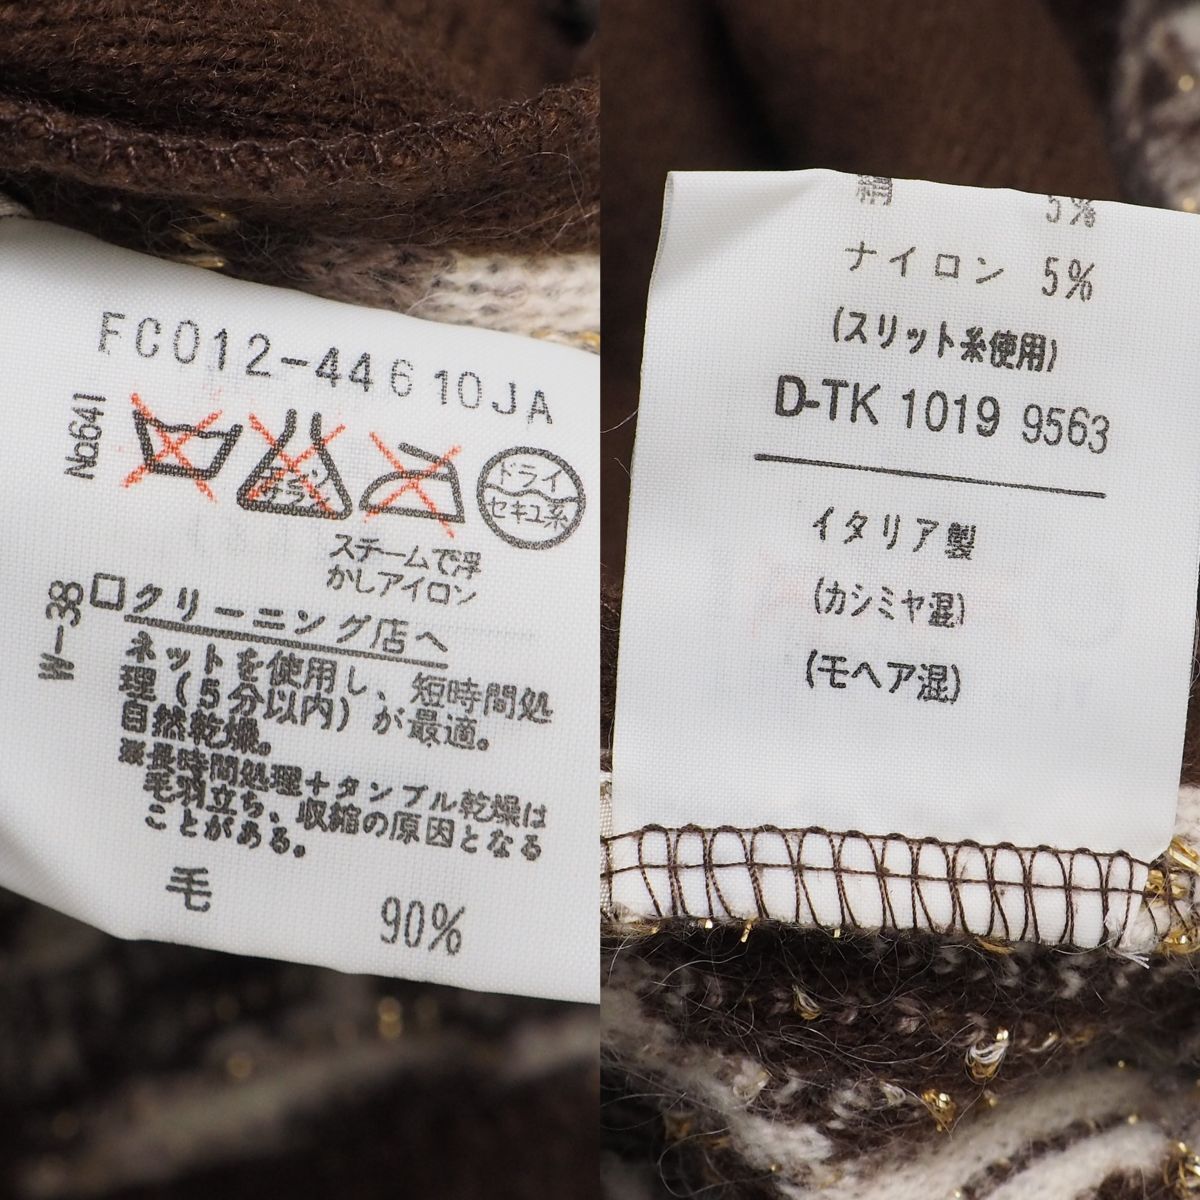 FC012-44610JA
No641
ドライ
セキユ系
スチームで浮
かしアイロン
W-38
□クリーニング店へ
ネットを使用し、短時間処
理（5分以内）が最適。
自然乾燥。
※長時間処理＋タンブル乾燥は
毛羽立ち、収縮の原因となる
ことがある。
毛 90%
絹 5%
ナイロン 5%
(スリット糸使用)
D-TK 1019 9563
イタリア製
(カシミヤ混)
(モヘア混)